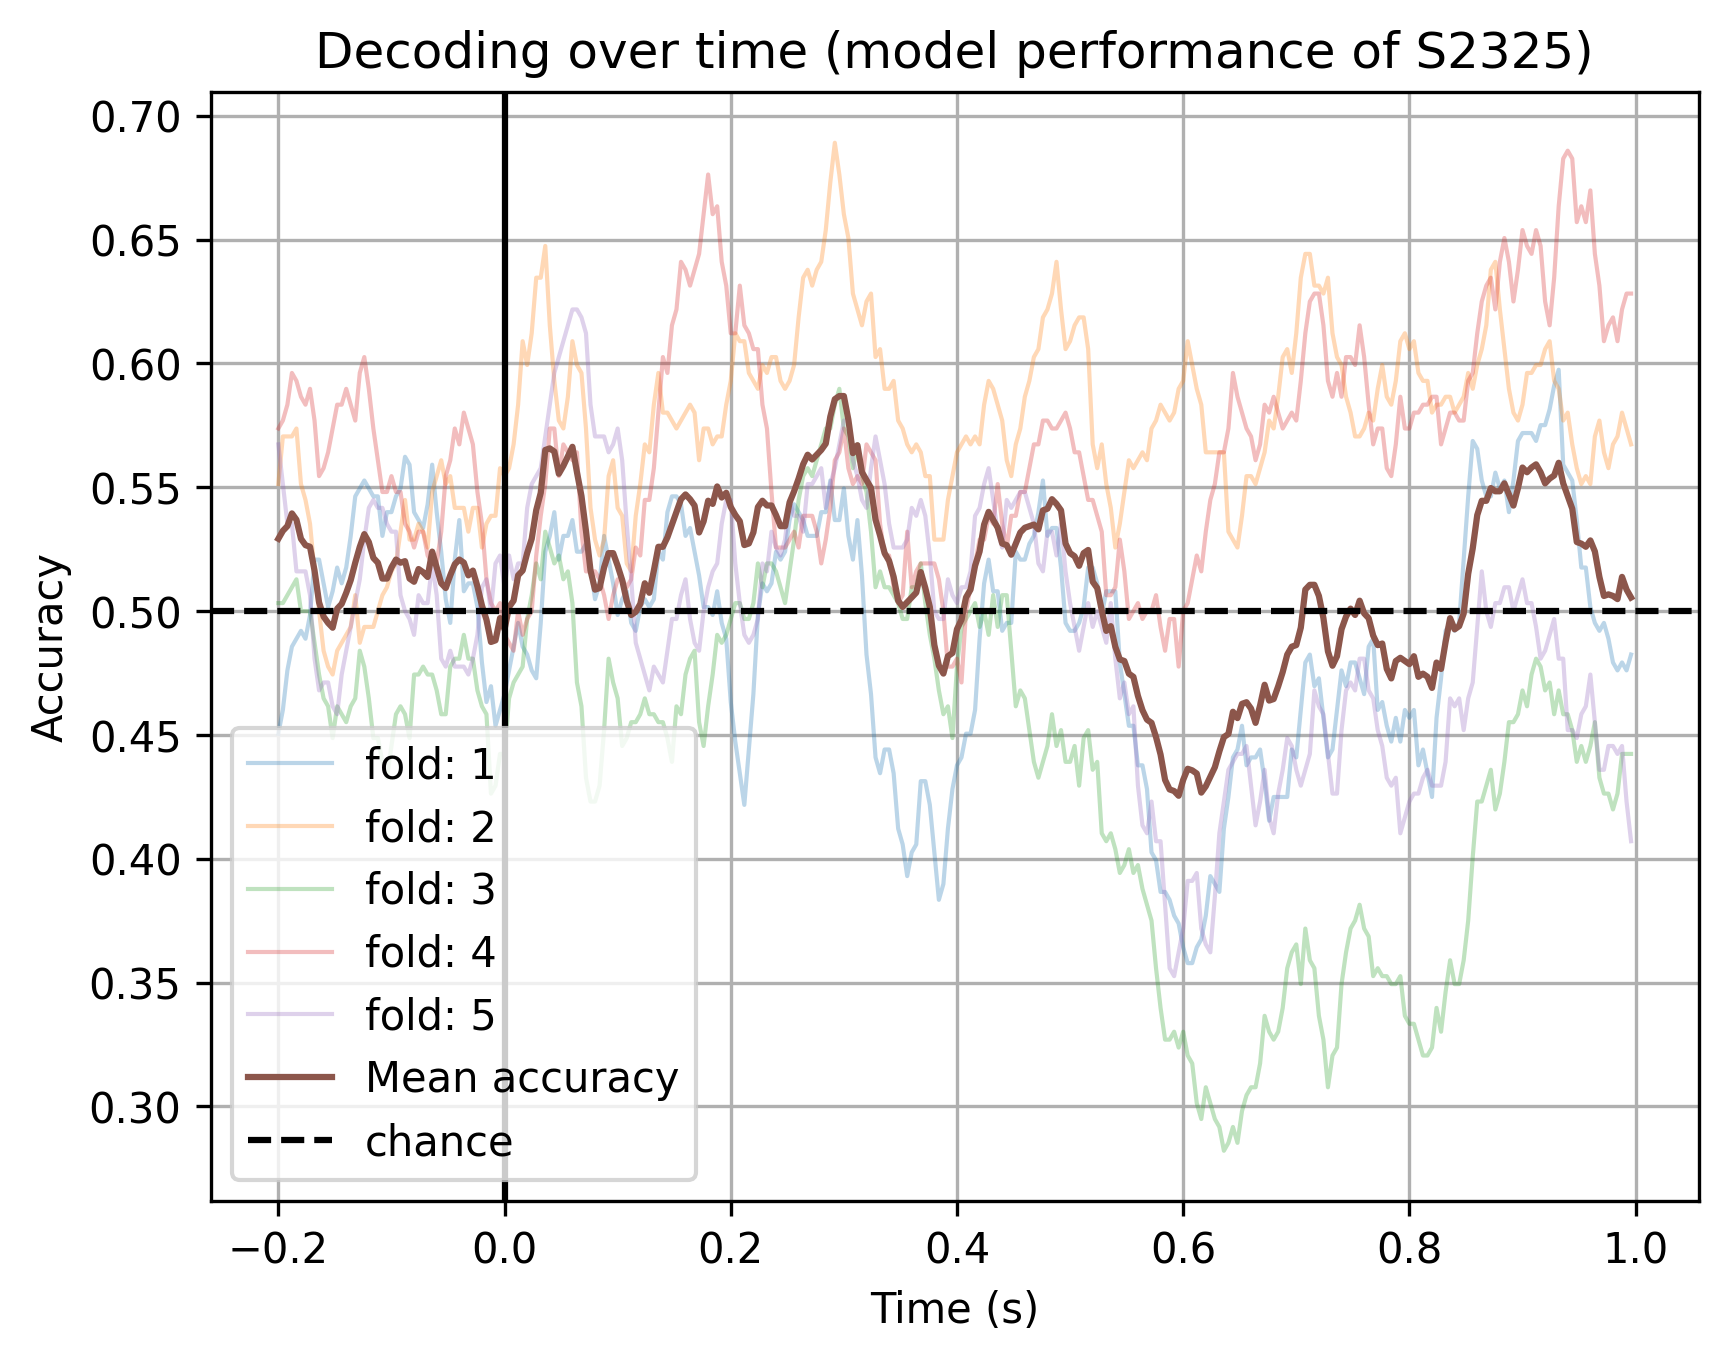 Decoding over time (model performance of S2325)
0.70
0.65
0.60
0.55
0.50
0.45
0.40
0.35
0.30
Accuracy
fold: 1
fold: 2
fold: 3
fold: 4
fold: 5
Mean accuracy
chance
−0.2 0.0 0.2 0.4 0.6 0.8 1.0
Time (s)